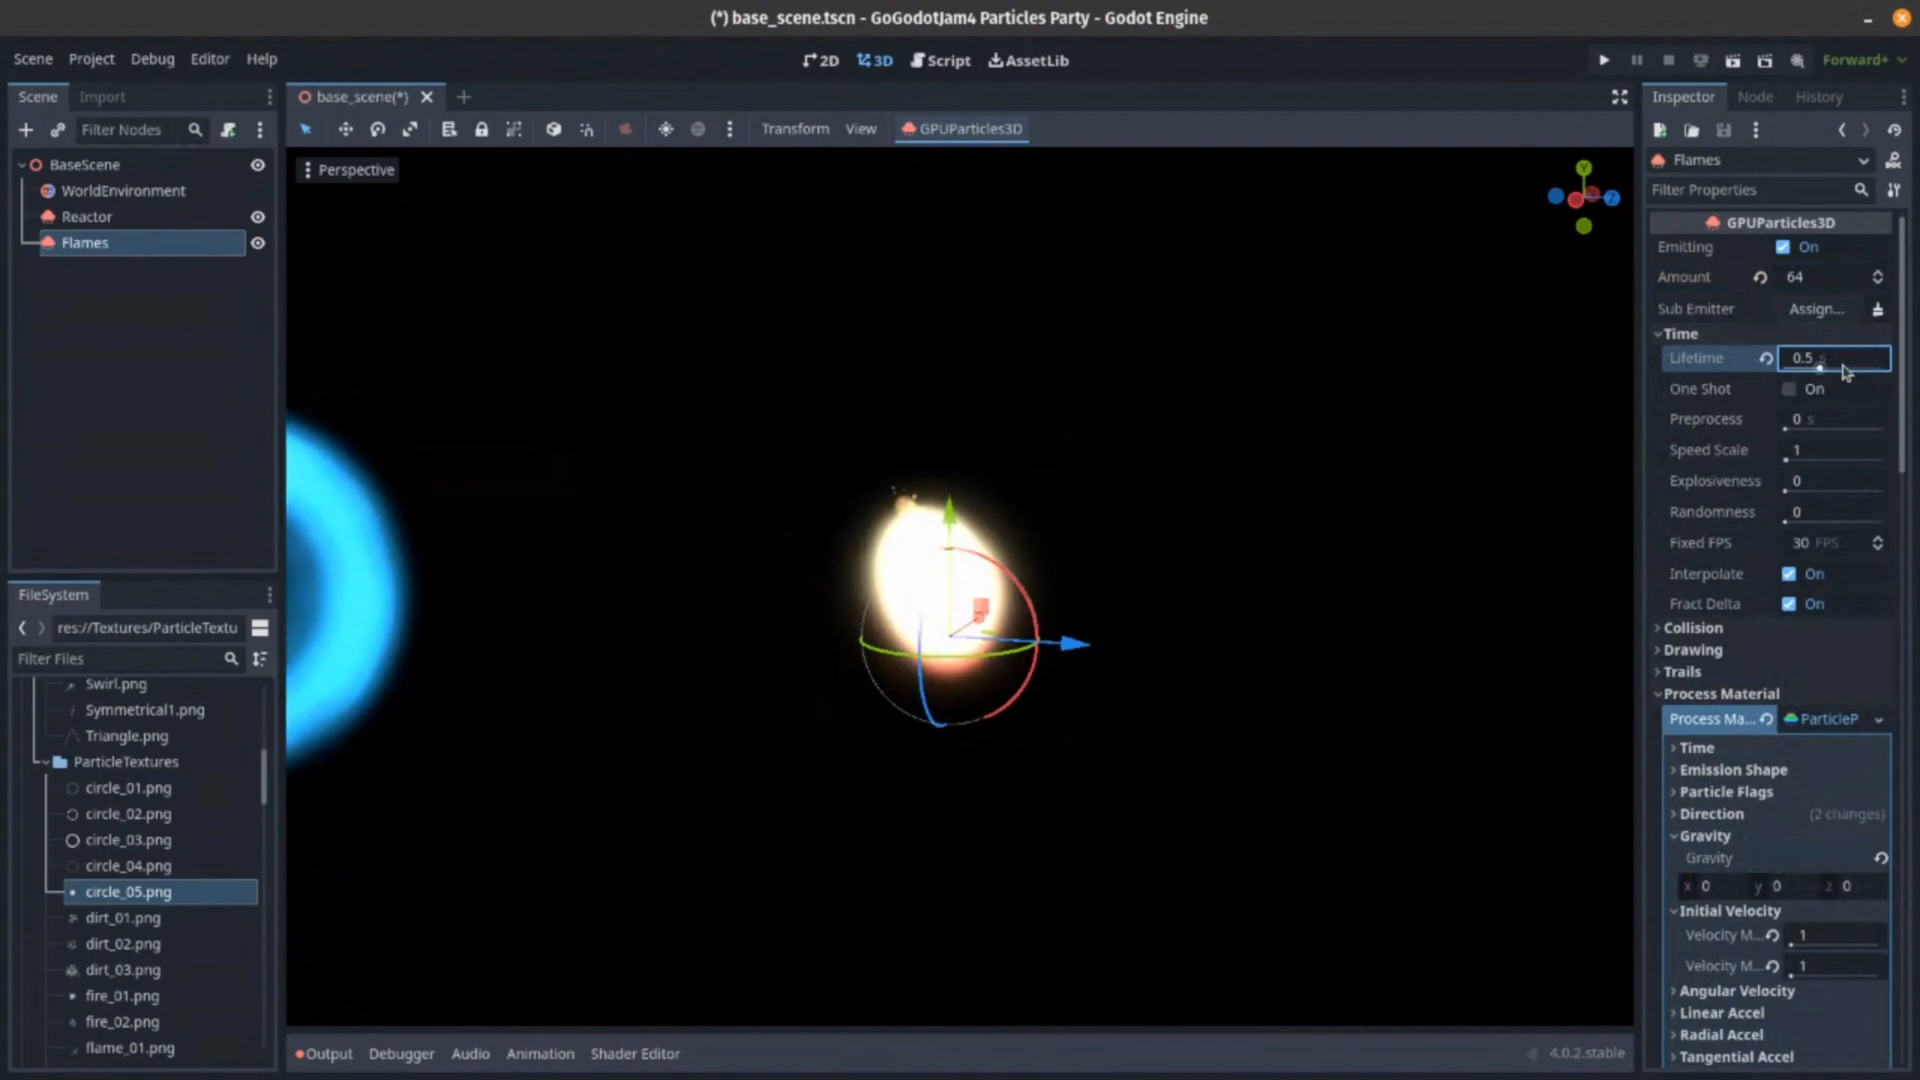 (*) base_scene.tscn - GoGodotJam4 Particles Party - Godot Engine
Scene Project Debug Editor Help
2D 3D Script AssetLib
Forward+
Scene Import
Filter Nodes
BaseScene
WorldEnvironment
Reactor
Flames
FileSystem
res://Textures/ParticleTextu
Filter Files
Swirl.png
Symmetrical1.png
Triangle.png
ParticleTextures
circle_01.png
circle_02.png
circle_03.png
circle_04.png
circle_05.png
dirt_01.png
dirt_02.png
dirt_03.png
fire_01.png
fire_02.png
flame_01.png
base_scene(*)
Transform View GPUParticles3D
Perspective
Y
Z
Output Debugger Audio Animation Shader Editor
4.0.2.stable
Inspector Node History
Flames
Filter Properties
GPUParticles3D
Emitting On
Amount 64
Sub Emitter Assign...
Time
Lifetime 0.5 s
One Shot On
Preprocess 0 s
Speed Scale 1
Explosiveness 0
Randomness 0
Fixed FPS 30 FPS
Interpolate On
Fract Delta On
Collision
Drawing
Trails
Process Material
Process Ma... ParticleP
Time
Emission Shape
Particle Flags
Direction (2 changes)
Gravity
Gravity
x 0 y 0 z 0
Initial Velocity
Velocity M... 1
Velocity M... 1
Angular Velocity
Linear Accel
Radial Accel
Tangential Accel